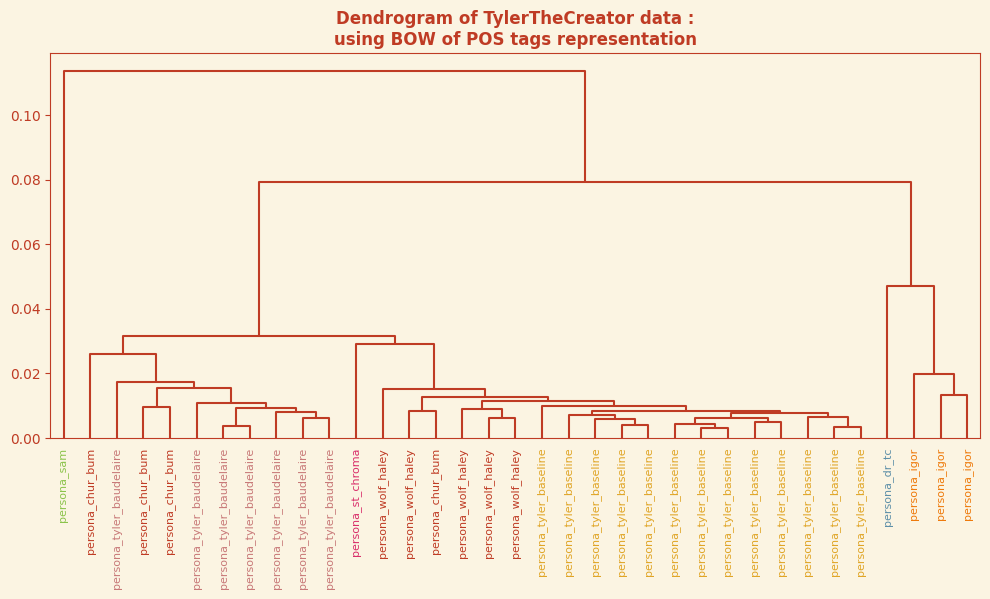 Dendrogram of TylerTheCreator data :
using BOW of POS tags representation
0.10
0.08
0.06
0.04
0.02
0.00
persona_sam
persona_chur_bum
persona_tyler_baudelaire
persona_chur_bum
persona_chur_bum
persona_tyler_baudelaire
persona_tyler_baudelaire
persona_tyler_baudelaire
persona_tyler_baudelaire
persona_tyler_baudelaire
persona_tyler_baudelaire
persona_st_chroma
persona_wolf_haley
persona_wolf_haley
persona_chur_bum
persona_wolf_haley
persona_wolf_haley
persona_wolf_haley
persona_tyler_baseline
persona_tyler_baseline
persona_tyler_baseline
persona_tyler_baseline
persona_tyler_baseline
persona_tyler_baseline
persona_tyler_baseline
persona_tyler_baseline
persona_tyler_baseline
persona_tyler_baseline
persona_tyler_baseline
persona_tyler_baseline
persona_tyler_baseline
persona_dr_tc
persona_igor
persona_igor
persona_igor